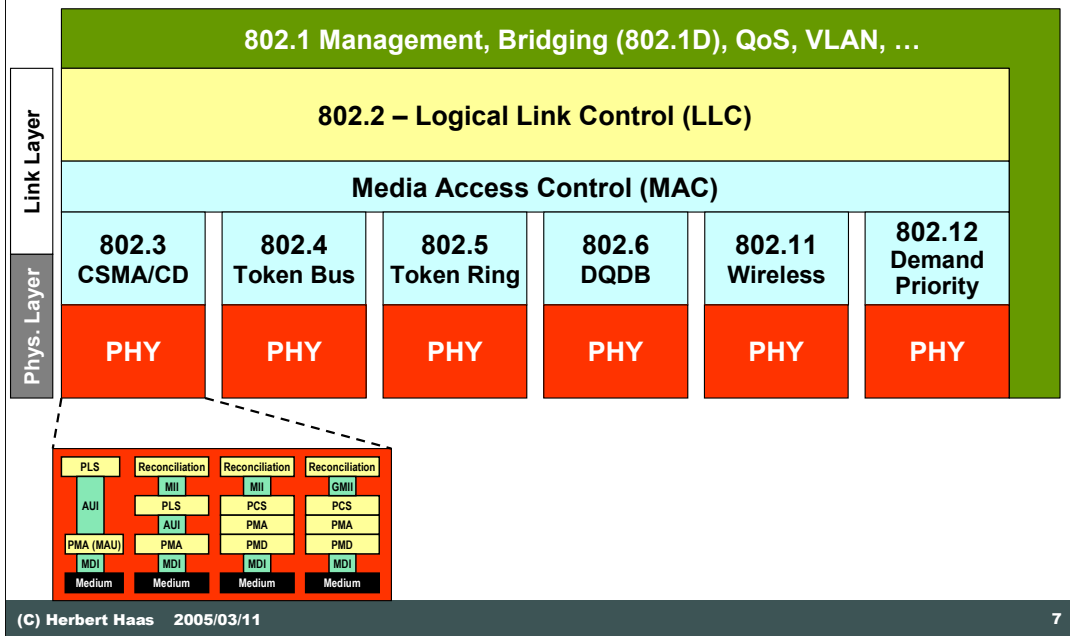 802.1 Management, Bridging (802.1D), QoS, VLAN, …
Link Layer
802.2 – Logical Link Control (LLC)
Media Access Control (MAC)
802.3
CSMA/CD
802.4
Token Bus
802.5
Token Ring
802.6
DQDB
802.11
Wireless
802.12
Demand
Priority
Phys. Layer
PHY
PHY
PHY
PHY
PHY
PHY
PLS
AUI
PMA (MAU)
MDI
Medium
Reconciliation
MII
PLS
AUI
PMA
MDI
Medium
Reconciliation
MII
PCS
PMA
PMD
MDI
Medium
Reconciliation
GMII
PCS
PMA
PMD
MDI
Medium
(C) Herbert Haas 2005/03/11
7